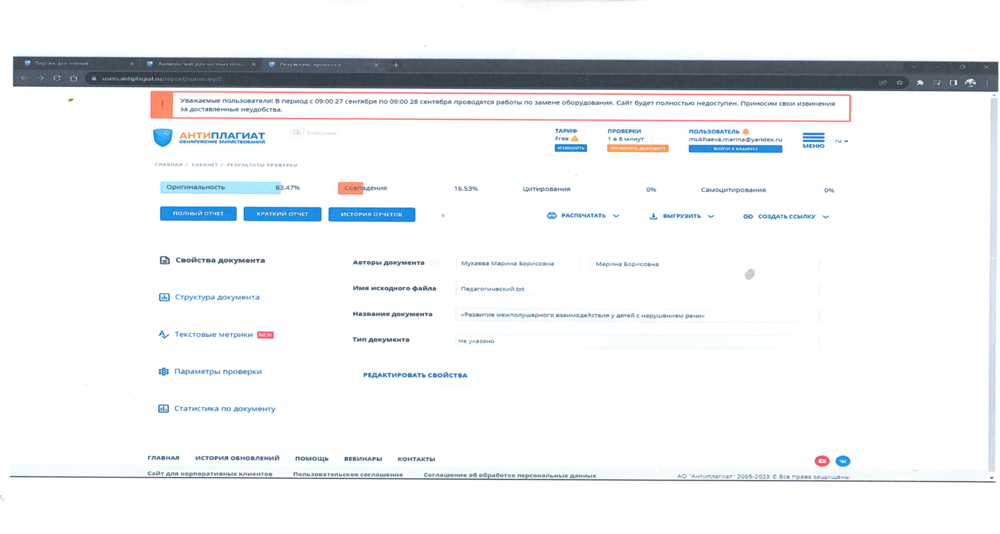 Версия для чтения
Антиплагиат для частных поль
Результаты проверки
users.antiplagiat.ru/report/summary/2
! Уважаемые пользователи! В период с 09:00 27 сентября по 09:00 28 сентября проводятся работы по замене оборудования. Сайт будет полностью недоступен. Приносим свои извинения
за доставленные неудобства.
АНТИПЛАГИАТ
ОБНАРУЖЕНИЕ ЗАИМСТВОВАНИЙ
Sk Участник
ТАРИФ
Free
ИЗМЕНИТЬ
ПРОВЕРКИ
1 в 6 минут ?
ПРОВЕРИТЬ ДОКУМЕНТ
ПОЛЬЗОВАТЕЛЬ
mukhaeva.marina@yandex.ru
ВОЙТИ В КАБИНЕТ
МЕНЮ
ru
ГЛАВНАЯ / КАБИНЕТ / РЕЗУЛЬТАТЫ ПРОВЕРКИ
Оригинальность 83,47% Совпадения 16,53% Цитирования 0% Самоцитирования 0%
ПОЛНЫЙ ОТЧЕТ КРАТКИЙ ОТЧЕТ ИСТОРИЯ ОТЧЕТОВ РАСПЕЧАТАТЬ ВЫГРУЗИТЬ СОЗДАТЬ ССЫЛКУ
Свойства документа
Структура документа
Текстовые метрики NEW
Параметры проверки
Статистика по документу
Авторы документа ? Мухаева Марина Борисовна Марина Борисовна
Имя исходного файла Педагогический.txt
Название документа «Развитие межполушарного взаимодействия у детей с нарушением речи»
Тип документа Не указано
РЕДАКТИРОВАТЬ СВОЙСТВА
ГЛАВНАЯ ИСТОРИЯ ОБНОВЛЕНИЙ ПОМОЩЬ ВЕБИНАРЫ КОНТАКТЫ
Сайт для корпоративных клиентов Пользовательское соглашение Соглашение об обработке персональных данных АО "Антиплагиат" 2005-2023 © Все права защищены